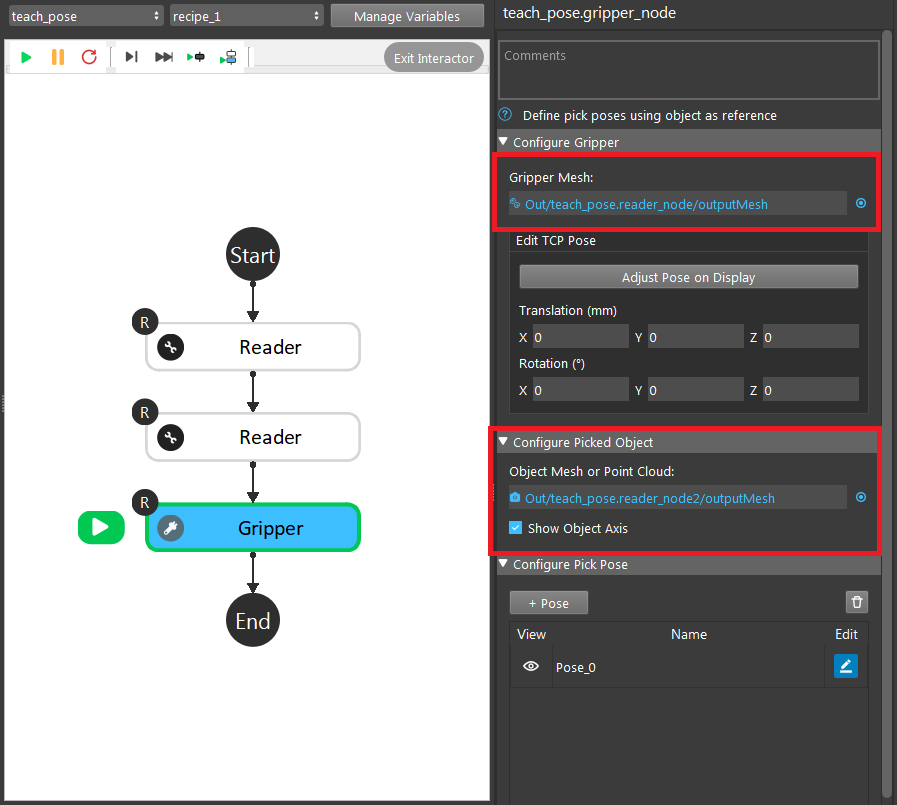 teach_pose recipe_1 Manage Variables
Exit Interactor
Start
R
Reader
R
Reader
R
Gripper
End
teach_pose.gripper_node
Comments
? Define pick poses using object as reference
Configure Gripper
Gripper Mesh:
Out/teach_pose.reader_node/outputMesh
Edit TCP Pose
Adjust Pose on Display
Translation (mm)
X 0 Y 0 Z 0
Rotation (°)
X 0 Y 0 Z 0
Configure Picked Object
Object Mesh or Point Cloud:
Out/teach_pose.reader_node2/outputMesh
Show Object Axis
Configure Pick Pose
+ Pose
View Name Edit
Pose_0